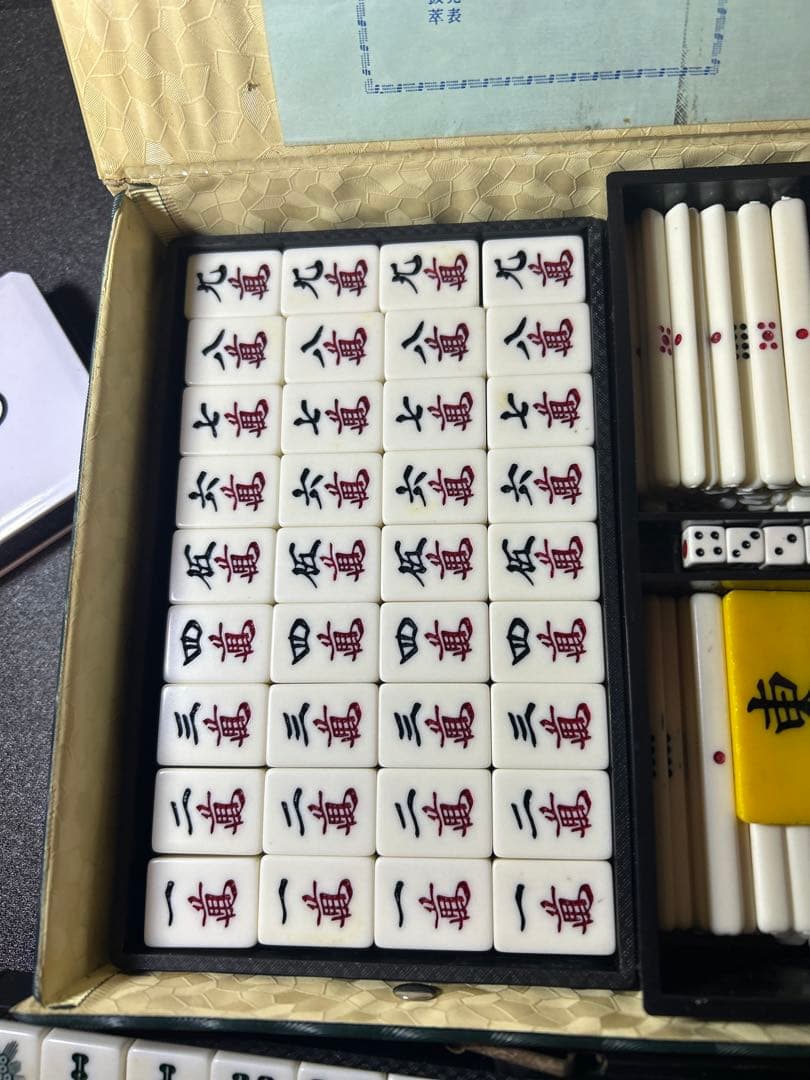 表
萃
九萬 九萬 九萬 九萬
八萬 八萬 八萬 八萬
七萬 七萬 七萬 七萬
六萬 六萬 六萬 六萬
伍萬 伍萬 伍萬 伍萬
四萬 四萬 四萬 四萬
三萬 三萬 三萬 三萬
二萬 二萬 二萬 二萬
一萬 一萬 一萬 一萬
東